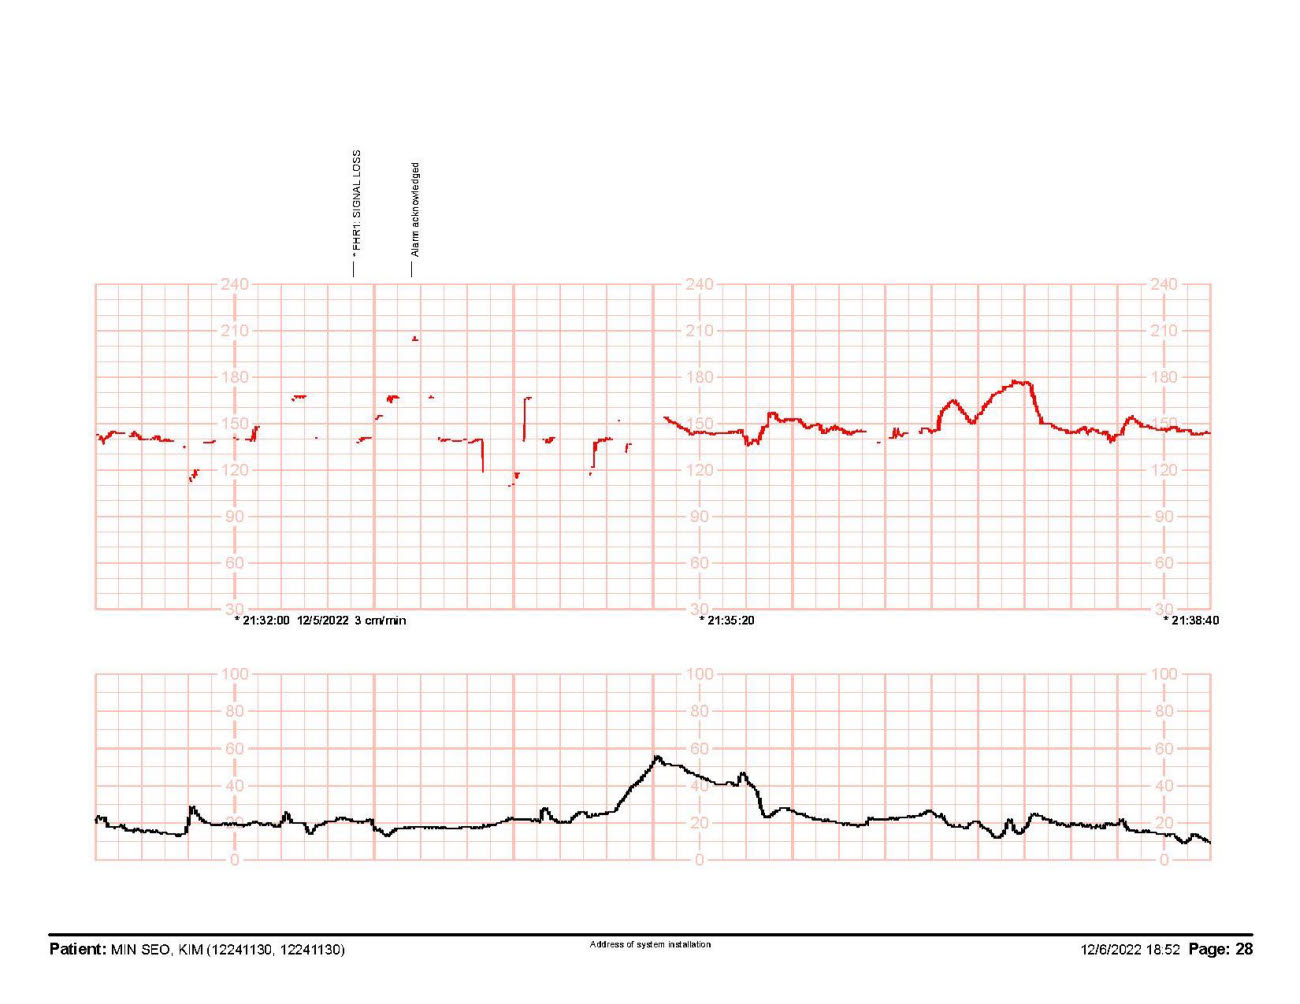 * FHR1: SIGNAL LOSS
Alarm acknowledged
240 240 240
210 210 210
180 180 180
150 150 150
120 120 120
90 90 90
60 60 60
30 30 30
* 21:32:00 12/5/2022 3 cm/min * 21:35:20 * 21:38:40
100 100 100
80 80 80
60 60 60
40 40 40
20 20 20
0 0 0
Patient: MIN SEO, KIM (12241130, 12241130) Address of system installation 12/6/2022 18:52 Page: 28